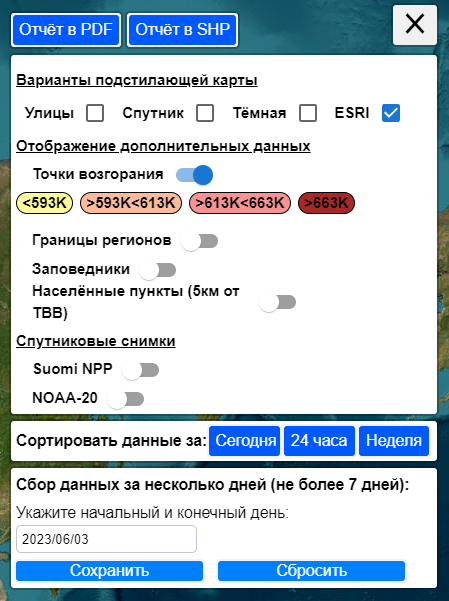 Отчёт в PDF Отчёт в SHP
Варианты подстилающей карты
Улицы Спутник Тёмная ESRI
Отображение дополнительных данных
Точки возгорания
<593K >593K<613K >613K<663K >663K
Границы регионов
Заповедники
Населённые пункты (5км от
ТВВ)
Спутниковые снимки
Suomi NPP
NOAA-20
Сортировать данные за: Сегодня 24 часа Неделя
Сбор данных за несколько дней (не более 7 дней):
Укажите начальный и конечный день:
2023/06/03
Сохранить Сбросить